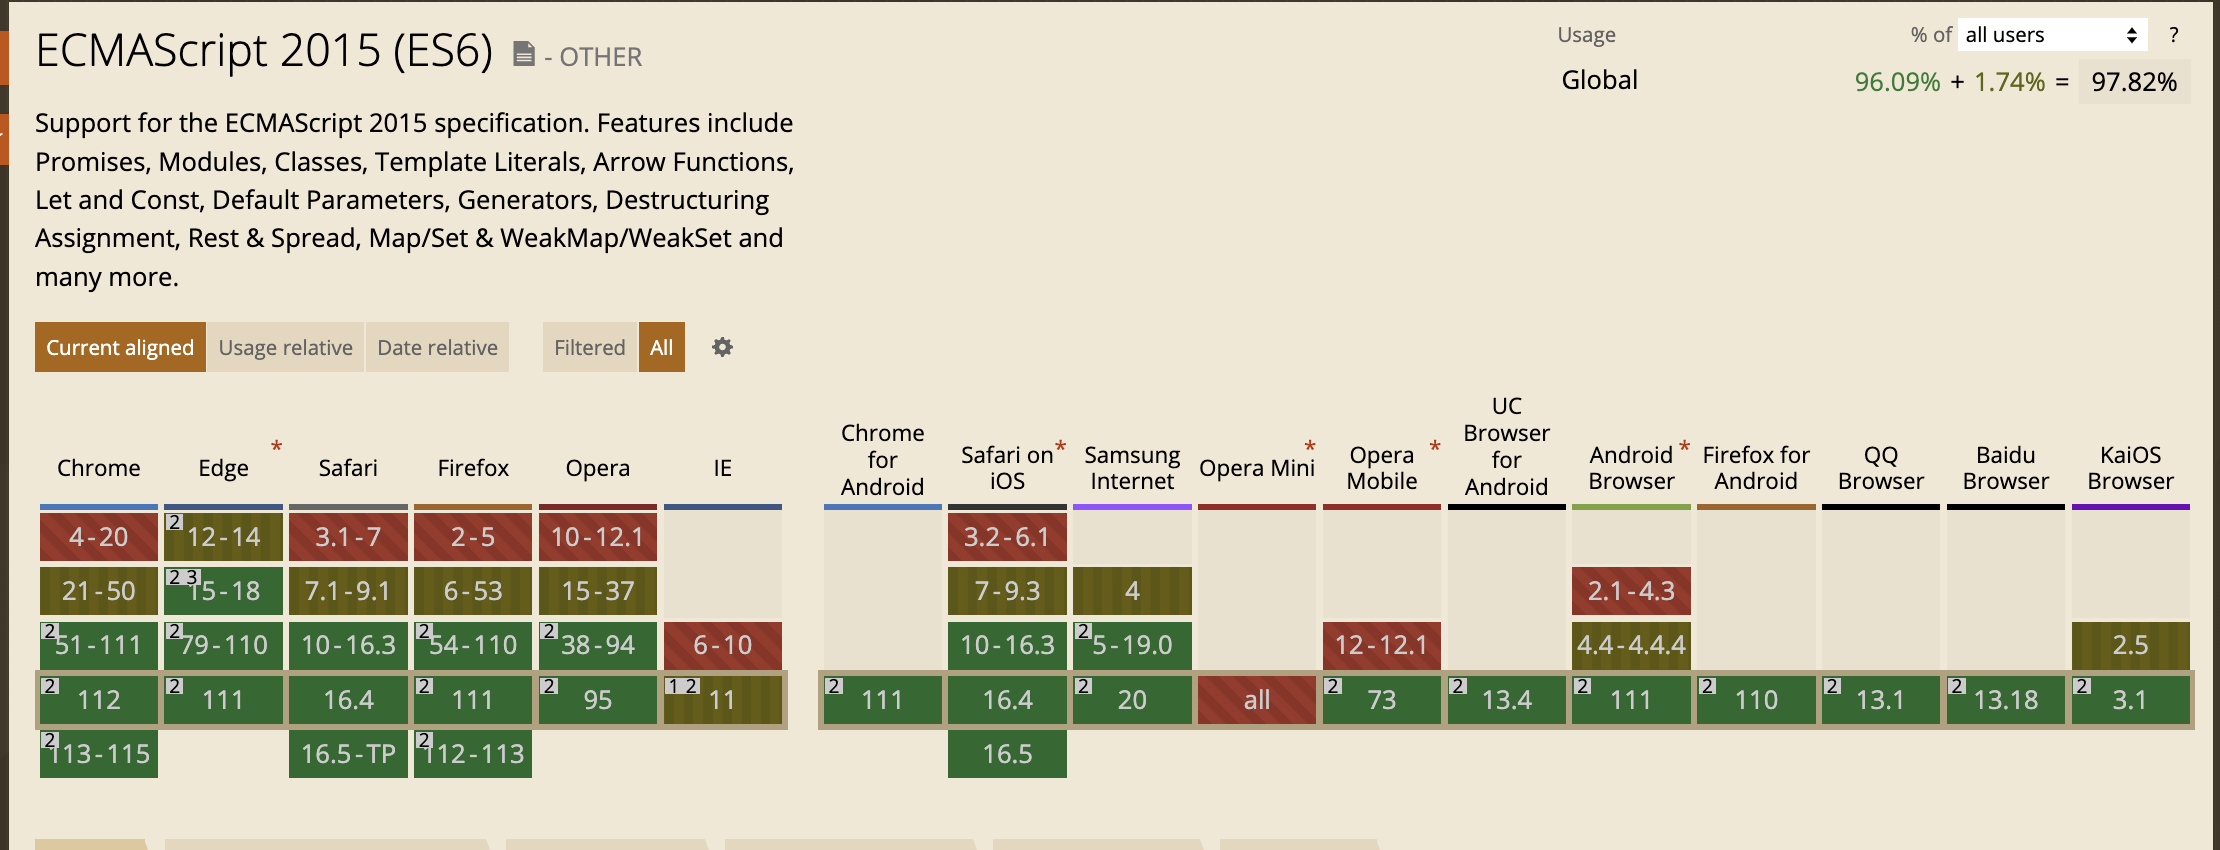 ECMAScript 2015 (ES6) - OTHER
Usage % of all users ?
Global 96.09% + 1.74% = 97.82%
Support for the ECMAScript 2015 specification. Features include
Promises, Modules, Classes, Template Literals, Arrow Functions,
Let and Const, Default Parameters, Generators, Destructuring
Assignment, Rest & Spread, Map/Set & WeakMap/WeakSet and
many more.
Current aligned Usage relative Date relative Filtered All
Chrome Edge * Safari Firefox Opera IE
Chrome for Android
Safari on iOS *
Samsung Internet
Opera Mini *
Opera Mobile *
UC Browser for Android
Android Browser *
Firefox for Android
QQ Browser
Baidu Browser
KaiOS Browser
4-20 2 12-14 3.1-7 2-5 10-12.1 3.2-6.1
21-50 2 3 15-18 7.1-9.1 6-53 15-37 7-9.3 4 2.1-4.3
2 51-111 2 79-110 10-16.3 2 54-110 2 38-94 6-10 10-16.3 2 5-19.0 12-12.1 4.4-4.4.4 2.5
2 112 2 111 16.4 2 111 2 95 1 2 11 2 111 16.4 2 20 all 2 73 2 13.4 2 111 2 110 2 13.1 2 13.18 2 3.1
2 113-115 16.5-TP 2 112-113 16.5